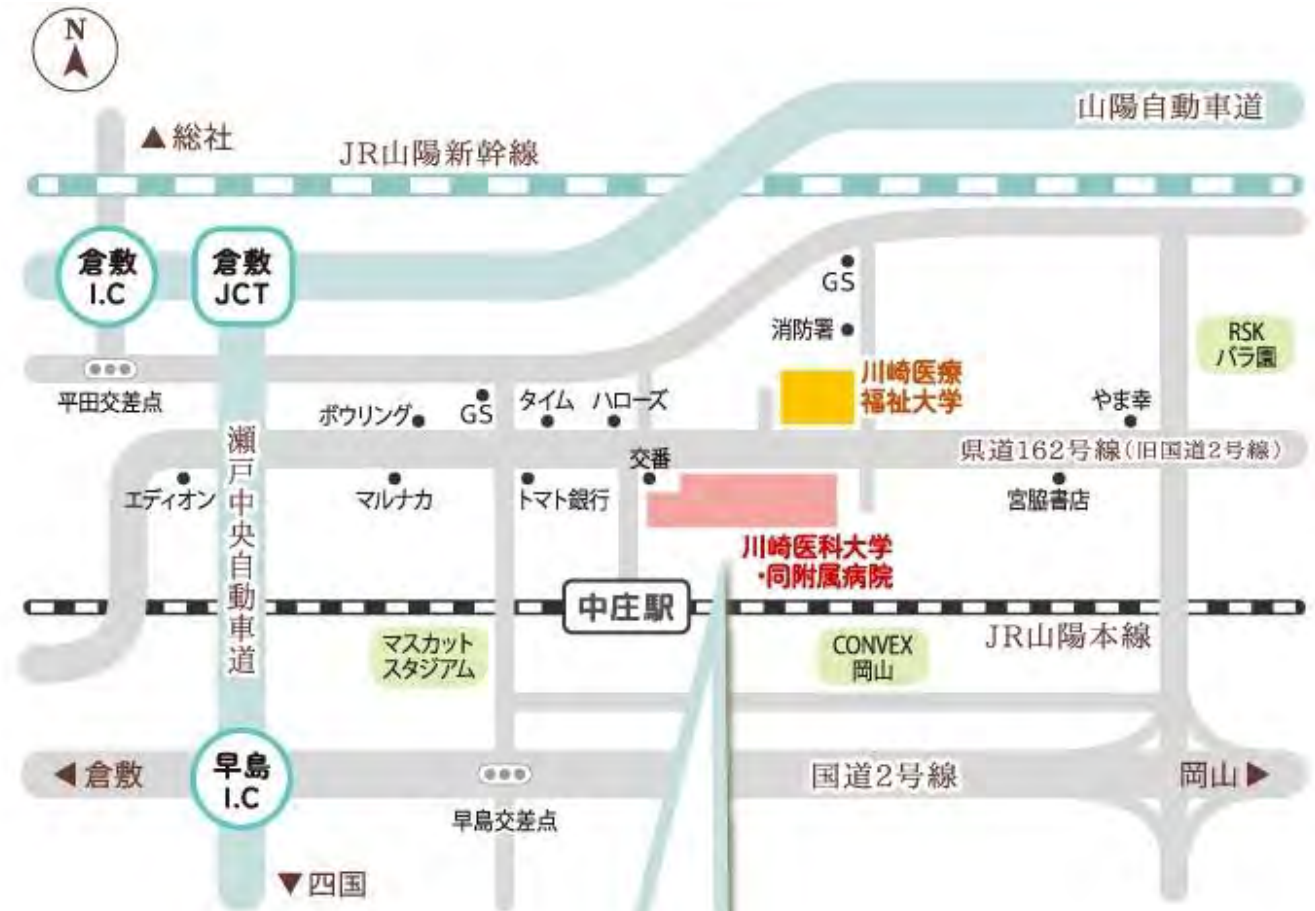 N
山陽自動車道
▲総社
JR山陽新幹線
倉敷
I.C
倉敷
JCT
GS
消防署
RSK
バラ園
川崎医療
福祉大学
平田交差点
ボウリング
GS
タイム
ハローズ
やま幸
県道162号線(旧国道2号線)
交番
エディオン
マルナカ
トマト銀行
宮脇書店
瀬戸中央自動車道
川崎医科大学
・同附属病院
中庄駅
JR山陽本線
マスカット
スタジアム
CONVEX
岡山
◀倉敷
早島
I.C
国道2号線
岡山▶
早島交差点
▼四国